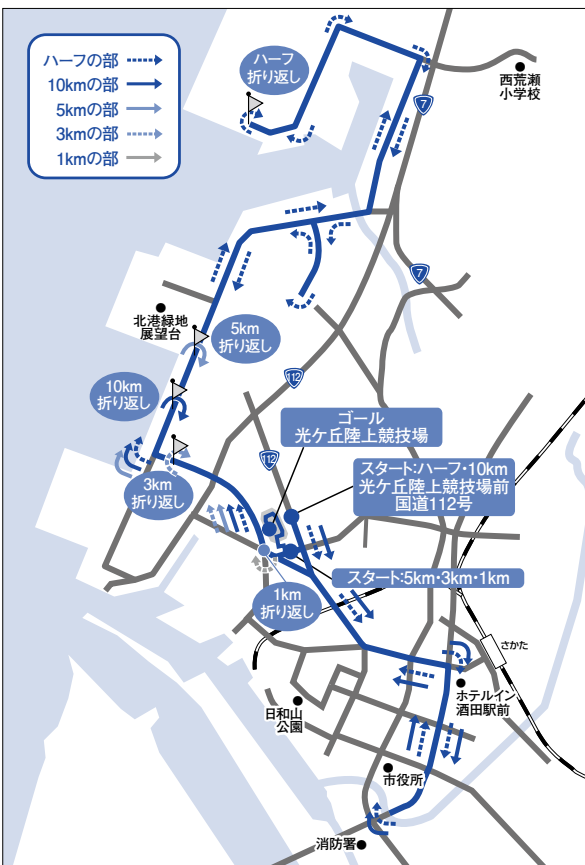 ハーフの部
10kmの部
5kmの部
3kmの部
1kmの部
ハーフ
折り返し
西荒瀬
小学校
7
7
北港緑地
展望台
5km
折り返し
10km
折り返し
112
ゴール
光ケ丘陸上競技場
112
スタート:ハーフ・10km
光ケ丘陸上競技場前
国道112号
3km
折り返し
スタート:5km・3km・1km
1km
折り返し
さかた
ホテルイン
酒田駅前
日和山
公園
市役所
消防署